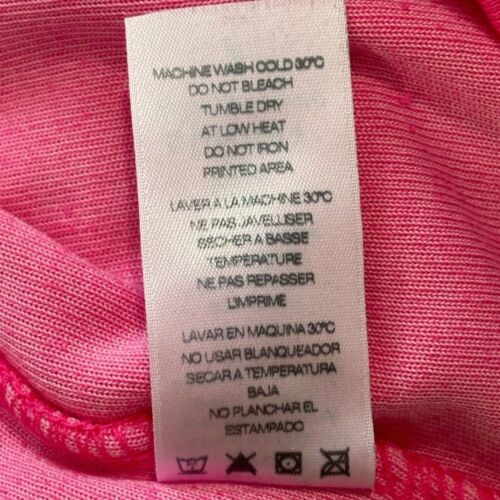 MACHINE WASH COLD 30°C
DO NOT BLEACH
TUMBLE DRY
AT LOW HEAT
DO NOT IRON
PRINTED AREA
LAVER A LA MACHINE 30°C
NE PAS JAVELLISER
SECHER A BASSE
TEMPÉRATURE
NE PAS REPASSER
L'IMPRIME
LAVAR EN MAQUINA 30°C
NO USAR BLANQUEADOR
SECAR A TEMPERATURA
BAJA
NO PLANCHAR EL
ESTAMPADO